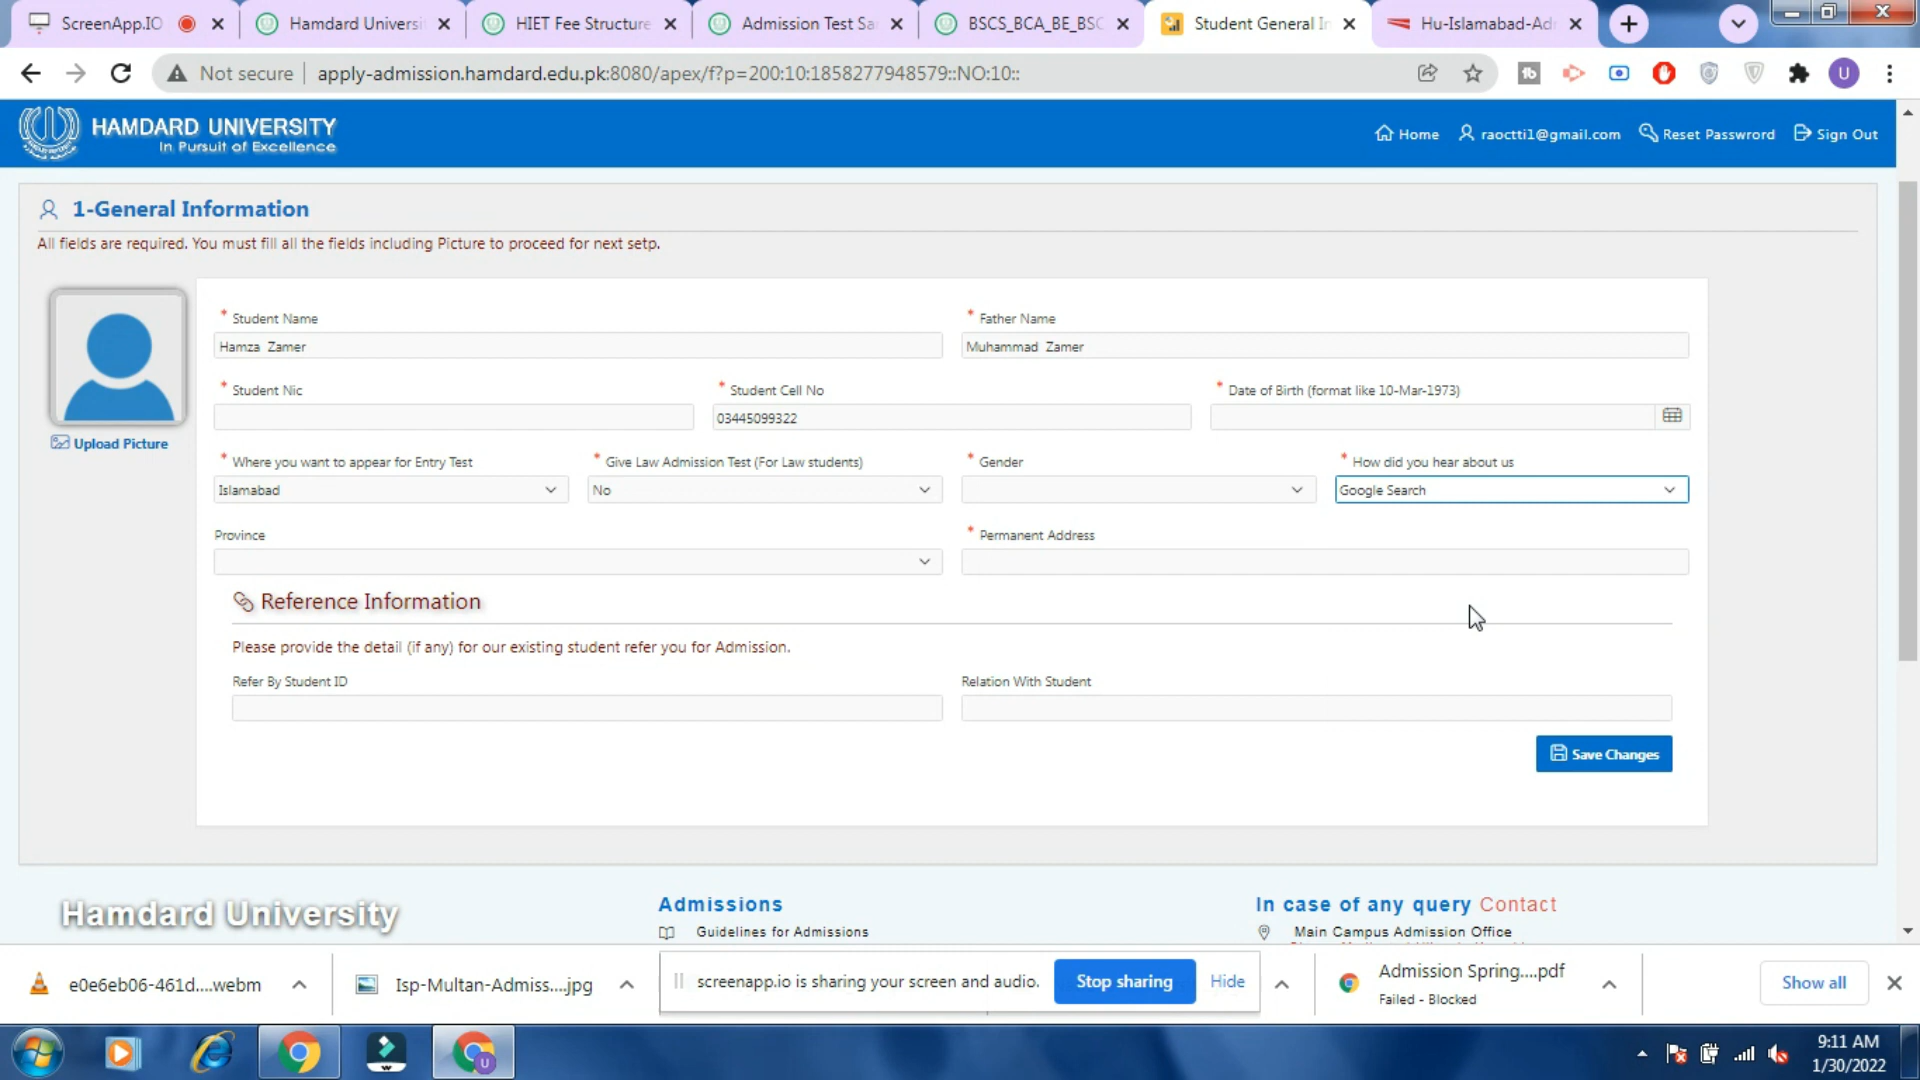 ScreenApp.IO
Hamdard Universi
HIET Fee Structure
Admission Test Sa
BSCS_BCA_BE_BSC
Student General In
Hu-Islamabad-Adr
Not secure
apply-admission.hamdard.edu.pk:8080/apex/f?p=200:10:1858277948579::NO:10::
U
HAMDARD UNIVERSITY
In Pursuit of Excellence
Home
raoctti1@gmail.com
Reset Passwrord
Sign Out
1-General Information
All fields are required. You must fill all the fields including Picture to proceed for next setp.
Upload Picture
* Student Name
Hamza Zamer
* Father Name
Muhammad Zamer
* Student Nic
* Student Cell No
03445099322
* Date of Birth (format like 10-Mar-1973)
* Where you want to appear for Entry Test
Islamabad
* Give Law Admission Test (For Law students)
No
* Gender
* How did you hear about us
Google Search
Province
* Permanent Address
Reference Information
Please provide the detail (if any) for our existing student refer you for Admission.
Refer By Student ID
Relation With Student
Save Changes
Hamdard University
Admissions
Guidelines for Admissions
In case of any query Contact
Main Campus Admission Office
e0e6eb06-461d....webm
Isp-Multan-Admiss....jpg
screenapp.io is sharing your screen and audio.
Stop sharing
Hide
Admission Spring....pdf
Failed - Blocked
Show all
9:11 AM
1/30/2022